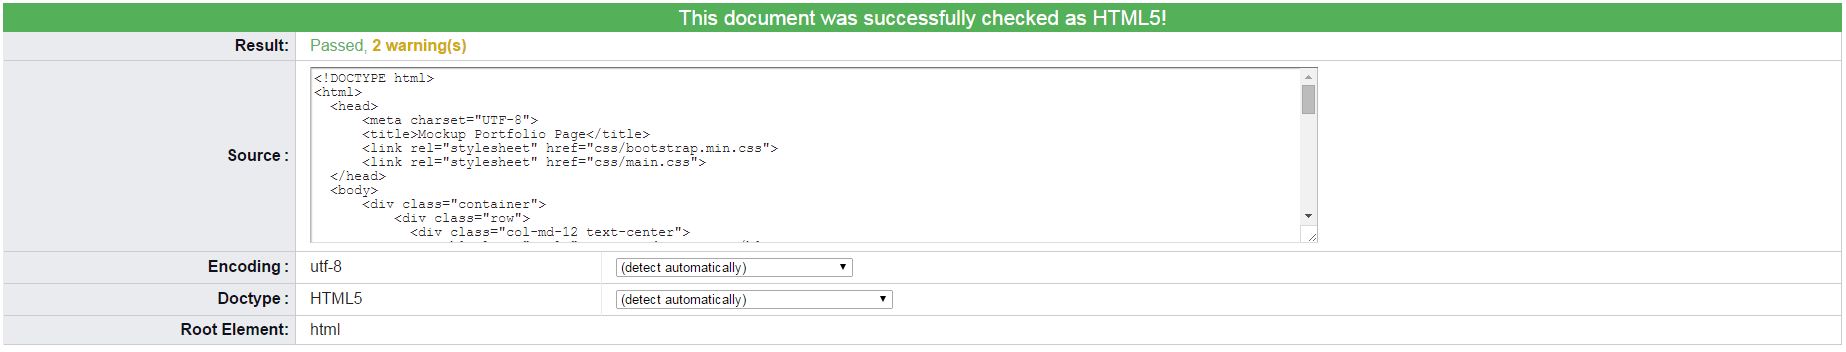 This document was successfully checked as HTML5!
Result: Passed, 2 warning(s)
Source :
<!DOCTYPE html>
<html>
<head>
<meta charset="UTF-8">
<title>Mockup Portfolio Page</title>
<link rel="stylesheet" href="css/bootstrap.min.css">
<link rel="stylesheet" href="css/main.css">
</head>
<body>
<div class="container">
<div class="row">
<div class="col-md-12 text-center">
Encoding : utf-8 (detect automatically)
Doctype : HTML5 (detect automatically)
Root Element: html